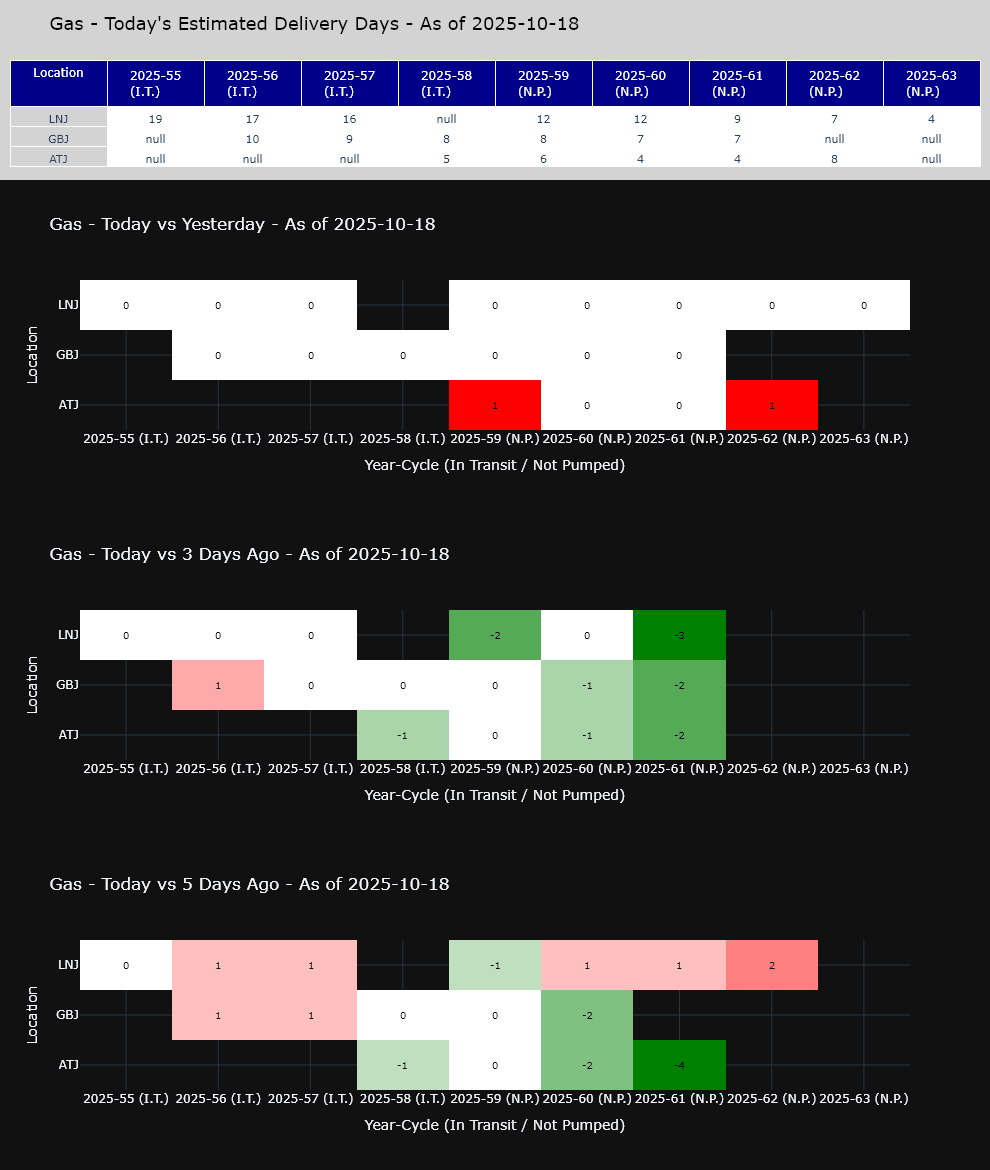 Gas - Today's Estimated Delivery Days - As of 2025-10-18
Location 2025-55 (I.T.) 2025-56 (I.T.) 2025-57 (I.T.) 2025-58 (I.T.) 2025-59 (N.P.) 2025-60 (N.P.) 2025-61 (N.P.) 2025-62 (N.P.) 2025-63 (N.P.)
LNJ 19 17 16 null 12 12 9 7 4
GBJ null 10 9 8 8 7 7 null null
ATJ null null null 5 6 4 4 8 null
Gas - Today vs Yesterday - As of 2025-10-18
LNJ 0 0 0 0 0 0 0 0
Location
GBJ 0 0 0 0 0 0
ATJ 1 0 0 1
2025-55 (I.T.) 2025-56 (I.T.) 2025-57 (I.T.) 2025-58 (I.T.) 2025-59 (N.P.) 2025-60 (N.P.) 2025-61 (N.P.) 2025-62 (N.P.) 2025-63 (N.P.)
Year-Cycle (In Transit / Not Pumped)
Gas - Today vs 3 Days Ago - As of 2025-10-18
LNJ 0 0 0 -2 0 -3
Location
GBJ 1 0 0 0 -1 -2
ATJ -1 0 -1 -2
2025-55 (I.T.) 2025-56 (I.T.) 2025-57 (I.T.) 2025-58 (I.T.) 2025-59 (N.P.) 2025-60 (N.P.) 2025-61 (N.P.) 2025-62 (N.P.) 2025-63 (N.P.)
Year-Cycle (In Transit / Not Pumped)
Gas - Today vs 5 Days Ago - As of 2025-10-18
LNJ 0 1 1 -1 1 1 2
Location
GBJ 1 1 0 0 -2
ATJ -1 0 -2 -4
2025-55 (I.T.) 2025-56 (I.T.) 2025-57 (I.T.) 2025-58 (I.T.) 2025-59 (N.P.) 2025-60 (N.P.) 2025-61 (N.P.) 2025-62 (N.P.) 2025-63 (N.P.)
Year-Cycle (In Transit / Not Pumped)